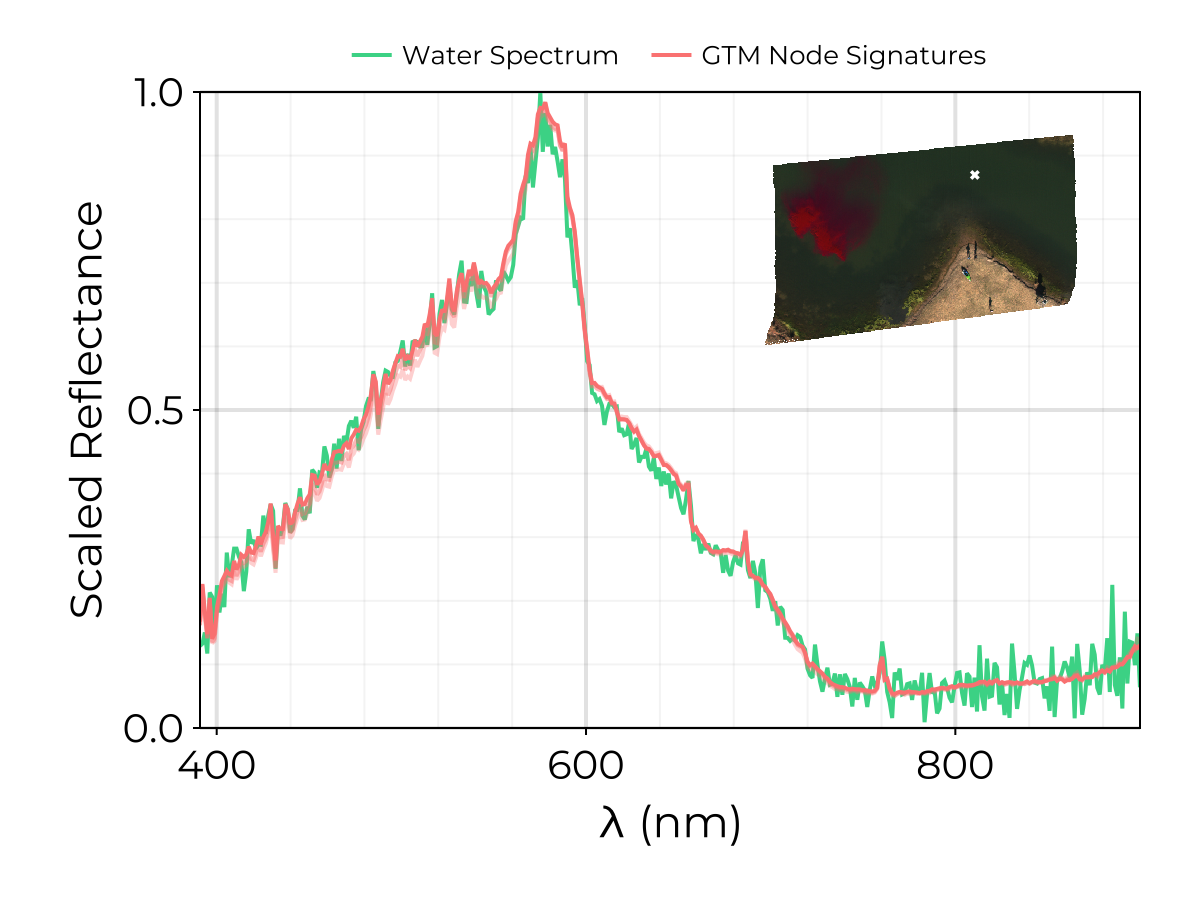 Water Spectrum
GTM Node Signatures
1.0
0.5
0.0
Scaled Reflectance
400
600
800
λ (nm)